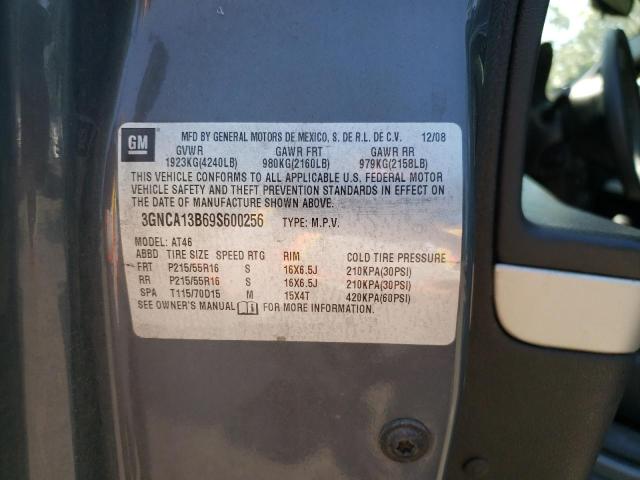 GM
MFD BY GENERAL MOTORS DE MEXICO, S. DE R.L. DE C.V. 12/08
GVWR GAWR FRT GAWR RR
1923KG(4240LB) 980KG(2160LB) 979KG(2158LB)
THIS VEHICLE CONFORMS TO ALL APPLICABLE U.S. FEDERAL MOTOR
VEHICLE SAFETY AND THEFT PREVENTION STANDARDS IN EFFECT ON
THE DATE OF MANUFACTURE SHOWN ABOVE.
3GNCA13B69S600256 TYPE: M.P.V.
MODEL: AT46
ABBD TIRE SIZE SPEED RTG RIM COLD TIRE PRESSURE
FRT P215/55R16 S 16X6.5J 210KPA(30PSI)
RR P215/55R16 S 16X6.5J 210KPA(30PSI)
SPA T115/70D15 M 15X4T 420KPA(60PSI)
SEE OWNER'S MANUAL FOR MORE INFORMATION.